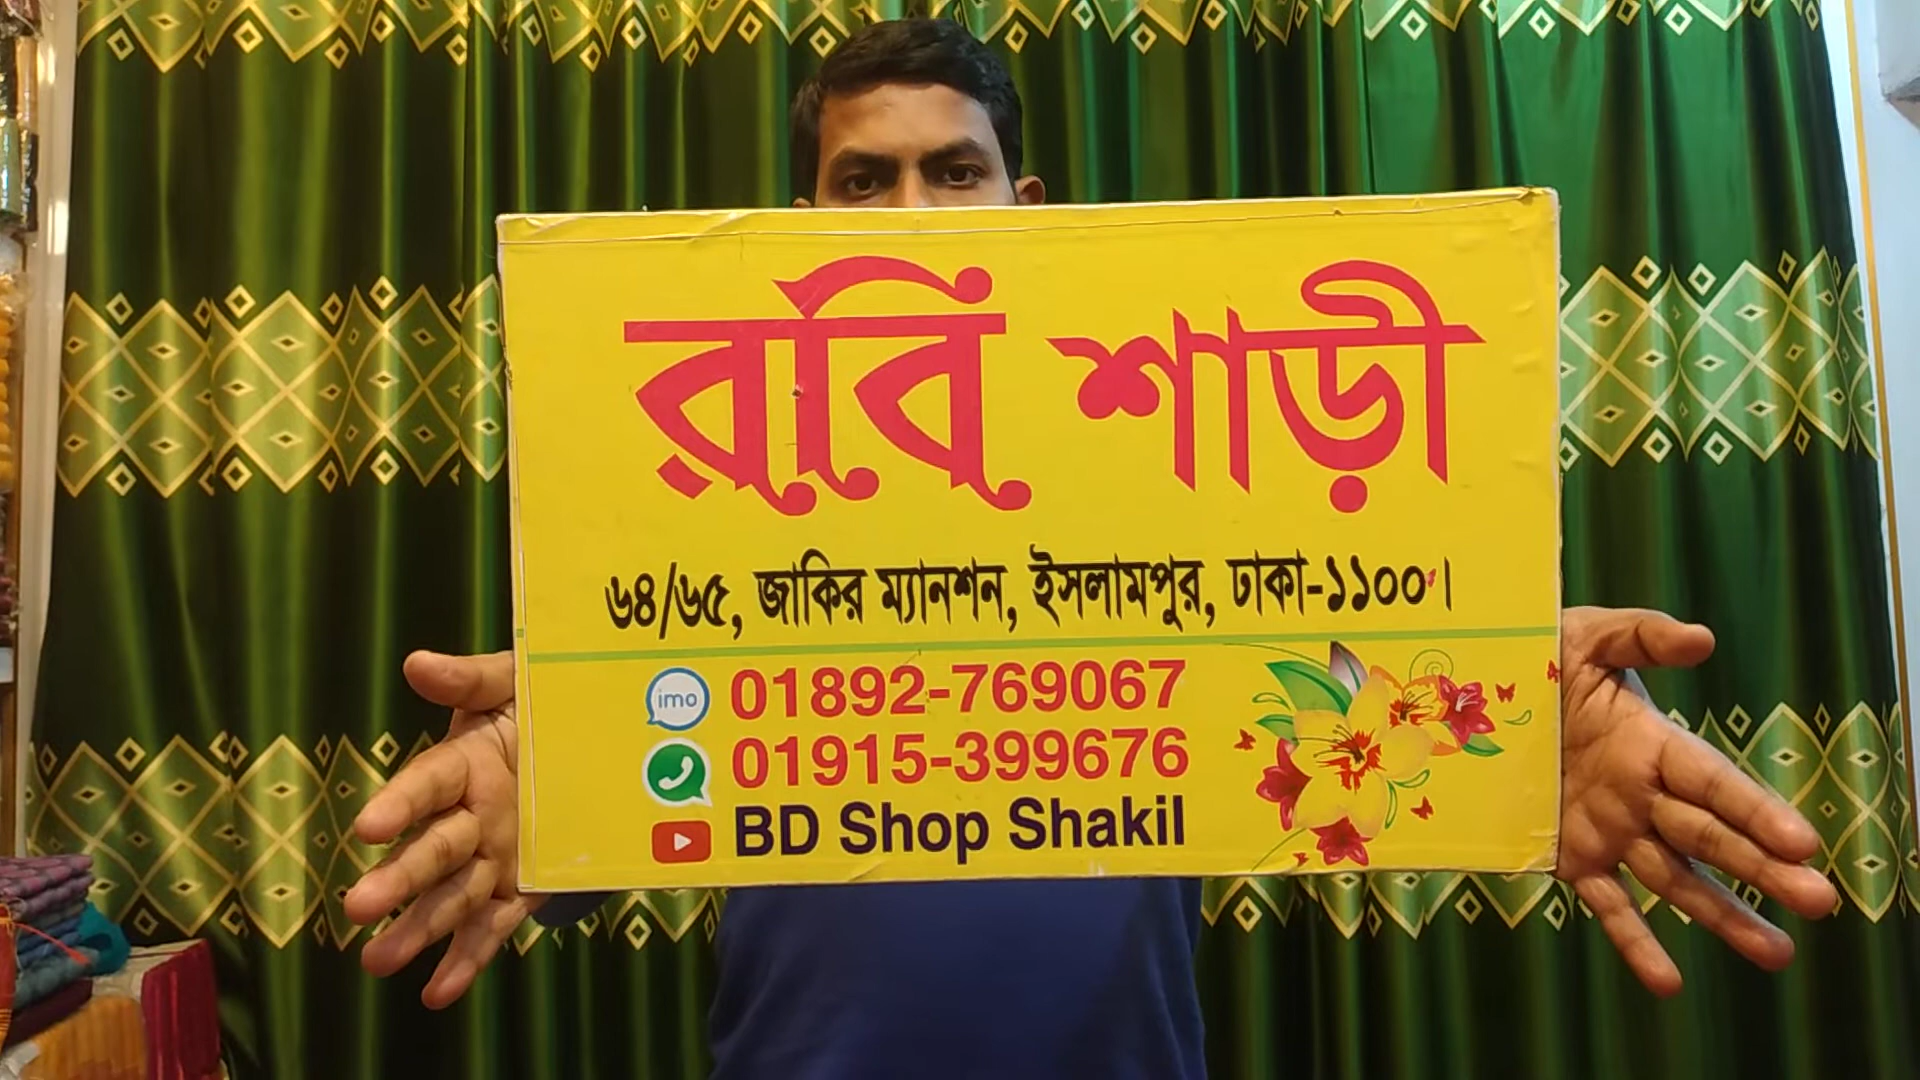 রবি শাড়ী
৬৪/৬৫, জাকির ম্যানশন, ইসলামপুর, ঢাকা-১১০০।
imo 01892-769067
01915-399676
BD Shop Shakil